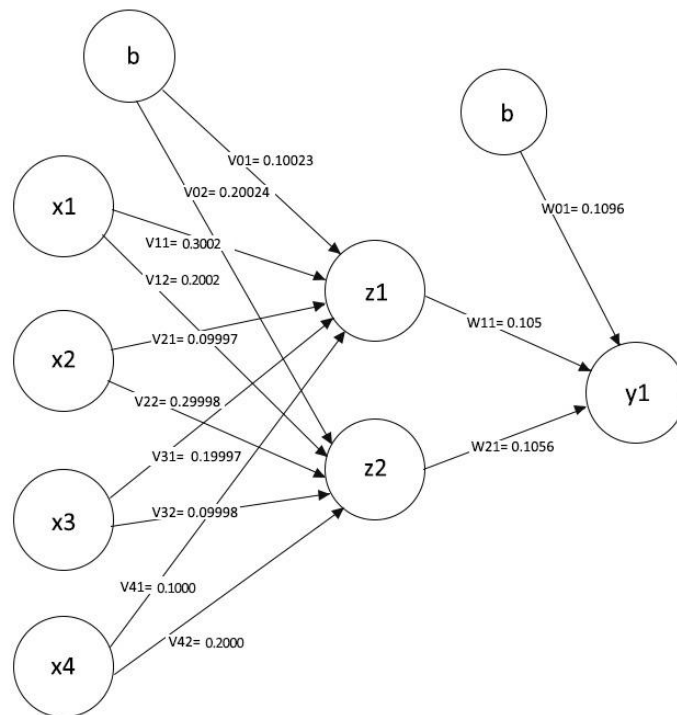 b
b
V01= 0.10023
V02= 0.20024
x1
W01= 0.1096
V11= 0.3002
V12= 0.2002
z1
W11= 0.105
V21= 0.09997
x2
y1
V22= 0.29998
W21= 0.1056
V31= 0.19997
z2
V32= 0.09998
x3
V41= 0.1000
V42= 0.2000
x4